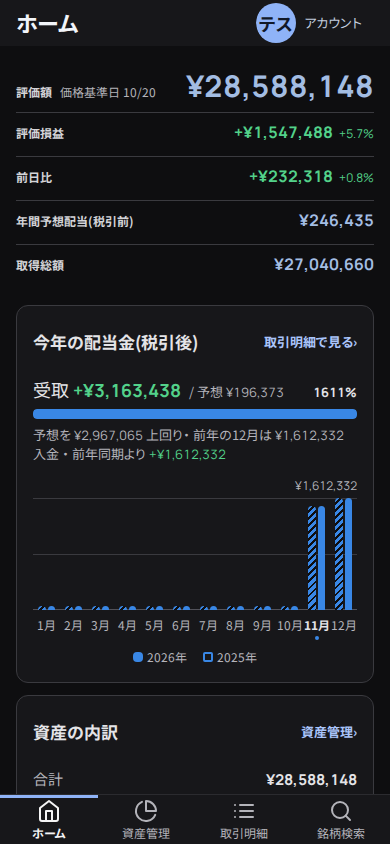 ホーム
テス アカウント
評価額 価格基準日 10/20 ¥28,588,148
評価損益 +¥1,547,488 +5.7%
前日比 +¥232,318 +0.8%
年間予想配当(税引前) ¥246,435
取得総額 ¥27,040,660
今年の配当金(税引後) 取引明細で見る›
受取 +¥3,163,438 / 予想 ¥196,373 1611%
予想を ¥2,967,065 上回り・前年の12月は ¥1,612,332
入金・前年同期より +¥1,612,332
¥1,612,332
1月 2月 3月 4月 5月 6月 7月 8月 9月 10月 11月 12月
2026年 2025年
資産の内訳 資産管理›
合計 ¥28,588,148
ホーム 資産管理 取引明細 銘柄検索